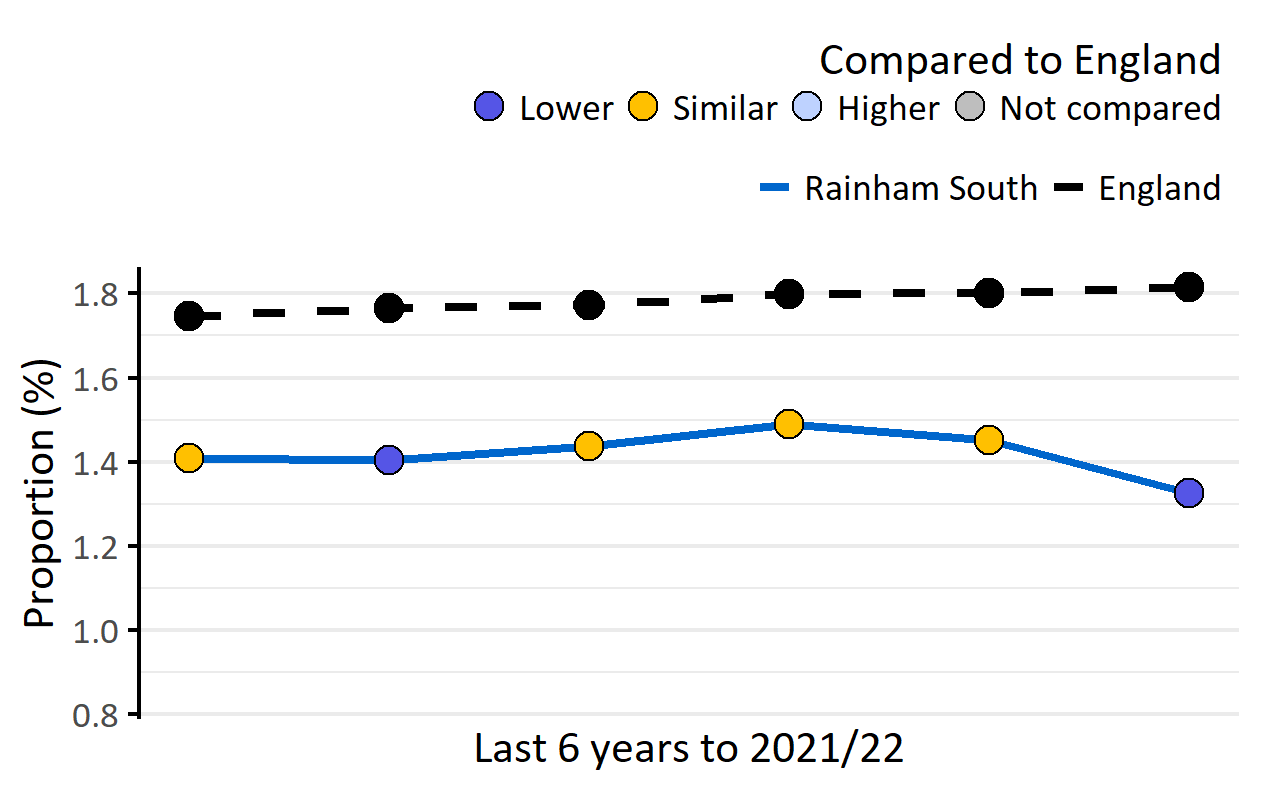 Compared to England
Lower Similar Higher Not compared
Rainham South England
Proportion (%)
1.8
1.6
1.4
1.2
1.0
0.8
Last 6 years to 2021/22